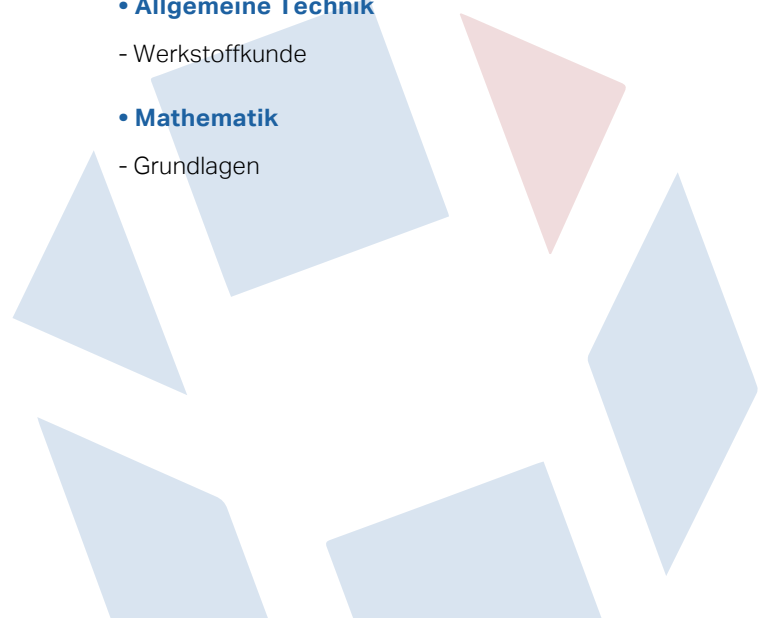 • Allgemeine Technik
- Werkstoffkunde
• Mathematik
- Grundlagen